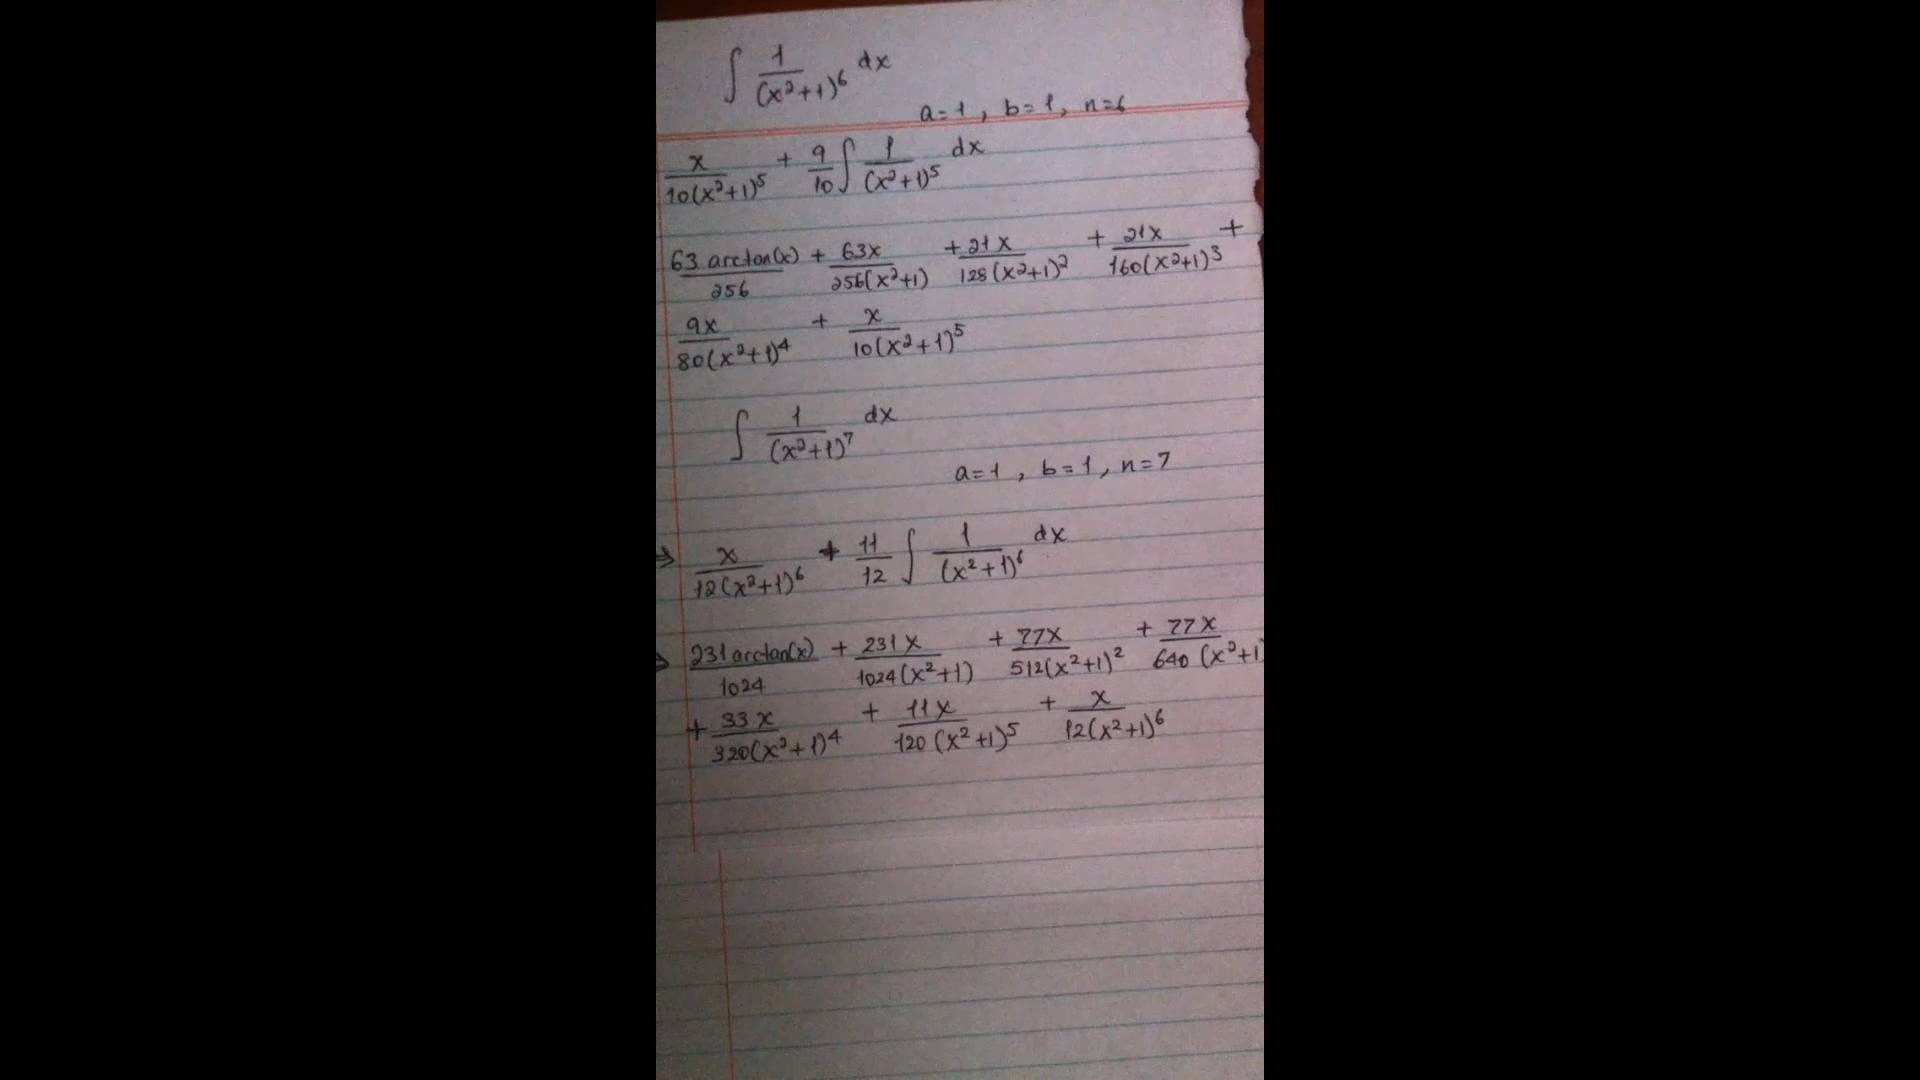 ∫ 1/(x²+1)⁶ dx
a=1, b=1, n=6
x/10(x²+1)⁵ + 9/10 ∫ 1/(x²+1)⁵ dx
63 arctan(x)/256 + 63x/256(x²+1) + 21x/128(x²+1)² + 21x/160(x²+1)³ +
9x/80(x²+1)⁴ + x/10(x²+1)⁵
∫ 1/(x²+1)⁷ dx
a=1, b=1, n=7
⇒ x/12(x²+1)⁶ + 11/12 ∫ 1/(x²+1)⁶ dx
⇒ 231 arctan(x)/1024 + 231x/1024(x²+1) + 77x/512(x²+1)² + 77x/640(x²+1)
+ 33x/320(x²+1)⁴ + 11x/120(x²+1)⁵ + x/12(x²+1)⁶